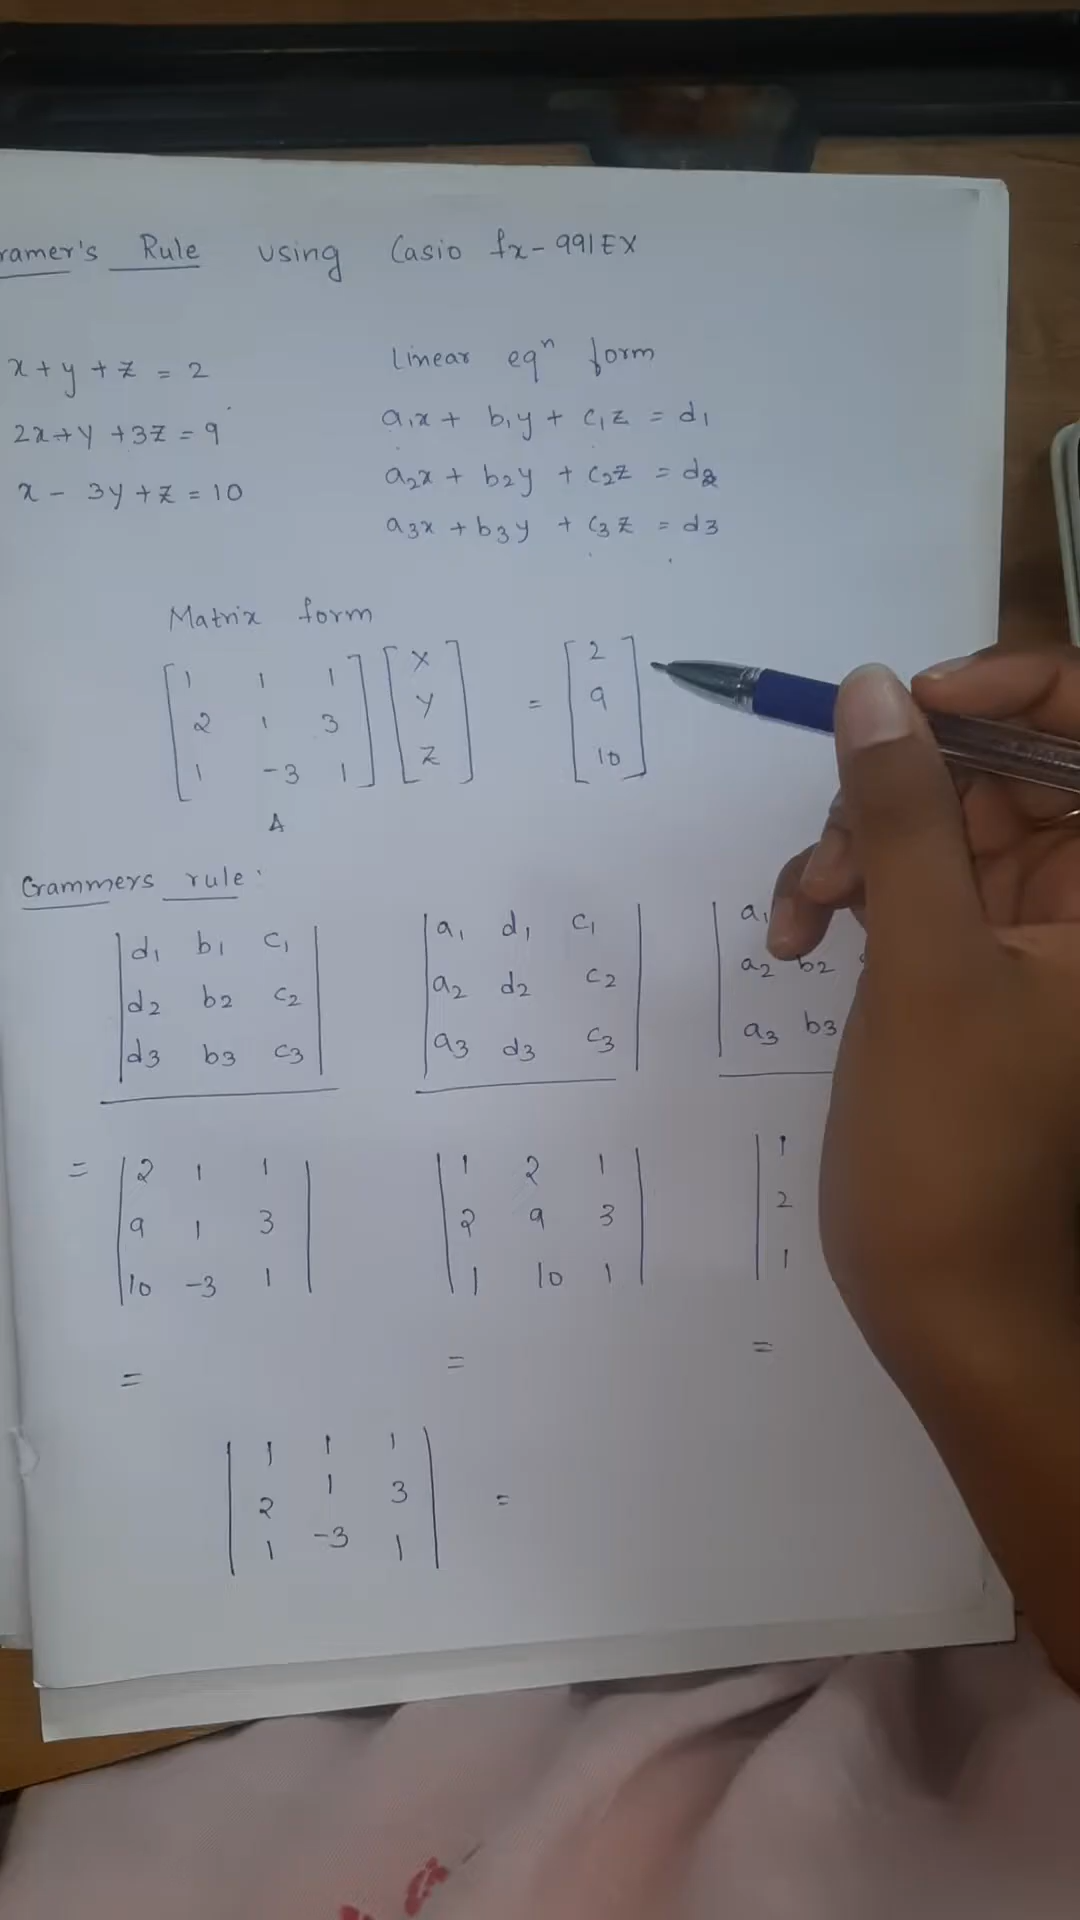 ramer's Rule using Casio fx-991EX
x + y + z = 2
2x + y + 3z = 9
x - 3y + z = 10
Linear eqⁿ form
a₁x + b₁y + c₁z = d₁
a₂x + b₂y + c₂z = d₂
a₃x + b₃y + c₃z = d₃
Matrix form
1 1 1 x 2
2 1 3 y = 9
1 -3 1 z 10
A
Crammers rule:
d₁ b₁ c₁
d₂ b₂ c₂
d₃ b₃ c₃
a₁ d₁ c₁
a₂ d₂ c₂
a₃ d₃ c₃
a₁
a₂ b₂
a₃ b₃
= 2 1 1
9 1 3
10 -3 1
=
1 2 1
2 9 3
1 10 1
=
1
2
1
=
1 1 1
2 1 3 =
1 -3 1